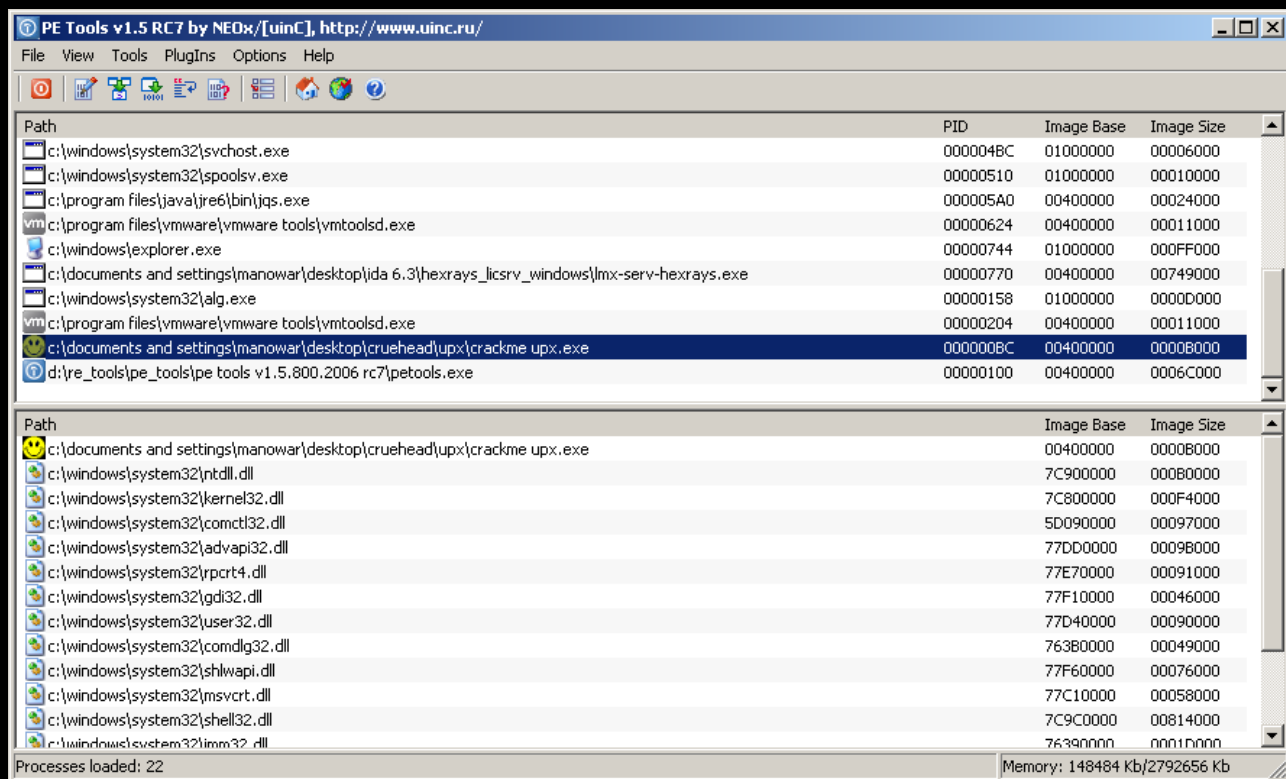 PE Tools v1.5 RC7 by NEOx/[uinC], http://www.uinc.ru/
File View Tools PlugIns Options Help
Path PID Image Base Image Size
c:\windows\system32\svchost.exe 000004BC 01000000 00006000
c:\windows\system32\spoolsv.exe 00000510 01000000 00010000
c:\program files\java\jre6\bin\jqs.exe 000005A0 00400000 00024000
vm c:\program files\vmware\vmware tools\vmtoolsd.exe 00000624 00400000 00011000
c:\windows\explorer.exe 00000744 01000000 000FF000
c:\documents and settings\manowar\desktop\ida 6.3\hexrays_licsrv_windows\lmx-serv-hexrays.exe 00000770 00400000 00749000
c:\windows\system32\alg.exe 00000158 01000000 0000D000
vm c:\program files\vmware\vmware tools\vmtoolsd.exe 00000204 00400000 00011000
c:\documents and settings\manowar\desktop\cruehead\upx\crackme upx.exe 000000BC 00400000 0000B000
d:\re_tools\pe_tools\pe tools v1.5.800.2006 rc7\petools.exe 00000100 00400000 0006C000
Path Image Base Image Size
c:\documents and settings\manowar\desktop\cruehead\upx\crackme upx.exe 00400000 0000B000
c:\windows\system32\ntdll.dll 7C900000 000B0000
c:\windows\system32\kernel32.dll 7C800000 000F4000
c:\windows\system32\comctl32.dll 5D090000 00097000
c:\windows\system32\advapi32.dll 77DD0000 0009B000
c:\windows\system32\rpcrt4.dll 77E70000 00091000
c:\windows\system32\gdi32.dll 77F10000 00046000
c:\windows\system32\user32.dll 77D40000 00090000
c:\windows\system32\comdlg32.dll 763B0000 00049000
c:\windows\system32\shlwapi.dll 77F60000 00076000
c:\windows\system32\msvcrt.dll 77C10000 00058000
c:\windows\system32\shell32.dll 7C9C0000 00814000
c:\windows\system32\imm32.dll 76390000 0001D000
Processes loaded: 22 Memory: 148484 Kb/2792656 Kb